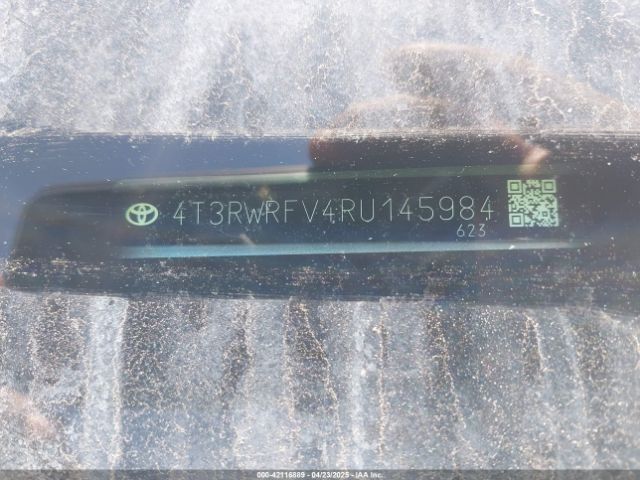 4T3RWRFV4RU145984
623
000-42116889 - 04/23/2025 - IAA Inc.